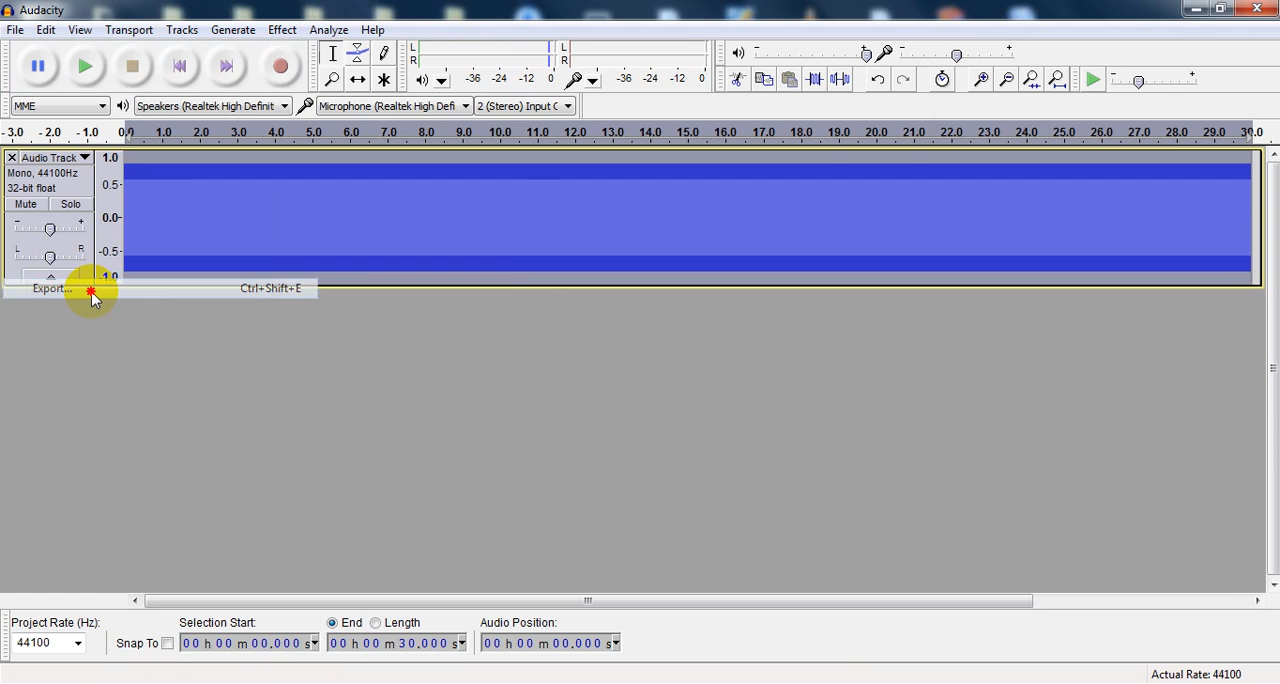 Audacity
File Edit View Transport Tracks Generate Effect Analyze Help
L
R
-36 -24 -12 0
L
R
-36 -24 -12 0
MME
Speakers (Realtek High Definit
Microphone (Realtek High Defi
2 (Stereo) Input C
- 3.0 - 2.0 - 1.0 0.0 1.0 2.0 3.0 4.0 5.0 6.0 7.0 8.0 9.0 10.0 11.0 12.0 13.0 14.0 15.0 16.0 17.0 18.0 19.0 20.0 21.0 22.0 23.0 24.0 25.0 26.0 27.0 28.0 29.0 30.0
Audio Track
Mono, 44100Hz
32-bit float
Mute Solo
- +
L R
1.0
0.5-
0.0-
-0.5-
-1.0
Export... Ctrl+Shift+E
Project Rate (Hz): Selection Start: End Length Audio Position:
44100 Snap To 00 h 00 m 00.000 s 00 h 00 m 30.000 s 00 h 00 m 00.000 s
Actual Rate: 44100